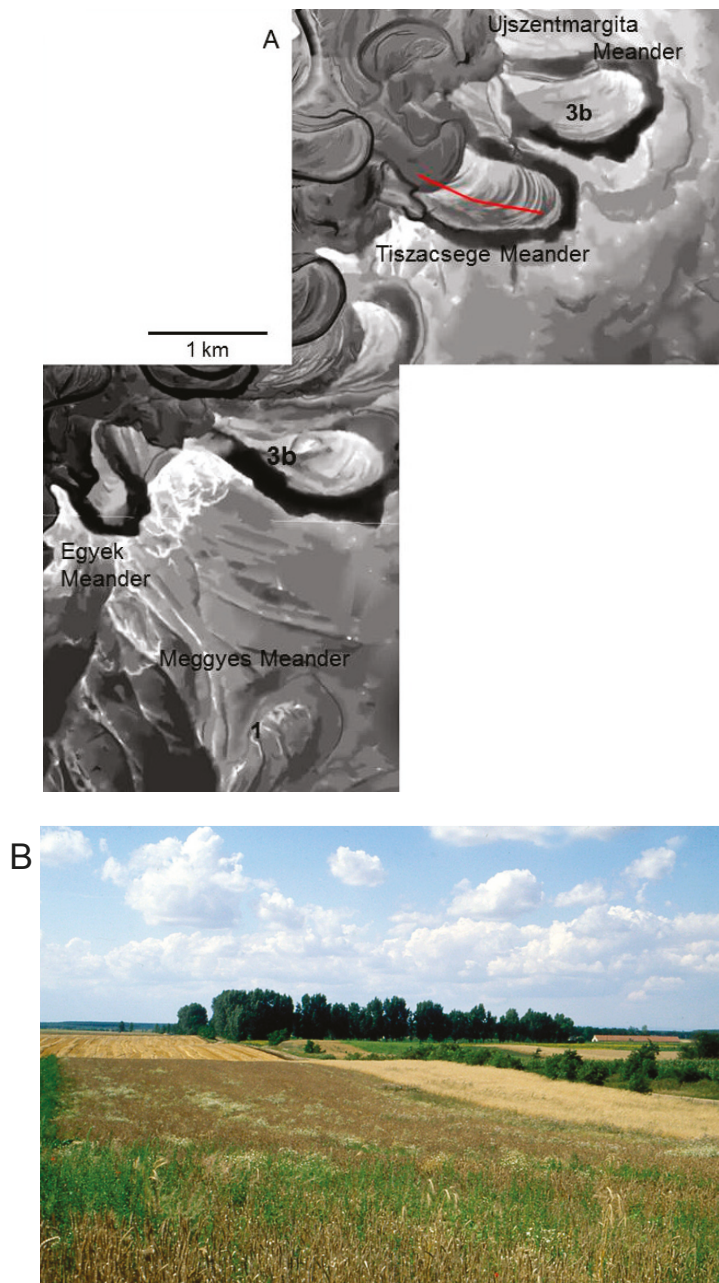 A
Ujszentmargita
Meander
3b
Tiszacsege Meander
1 km
3b
Egyek
Meander
Meggyes Meander
1
B